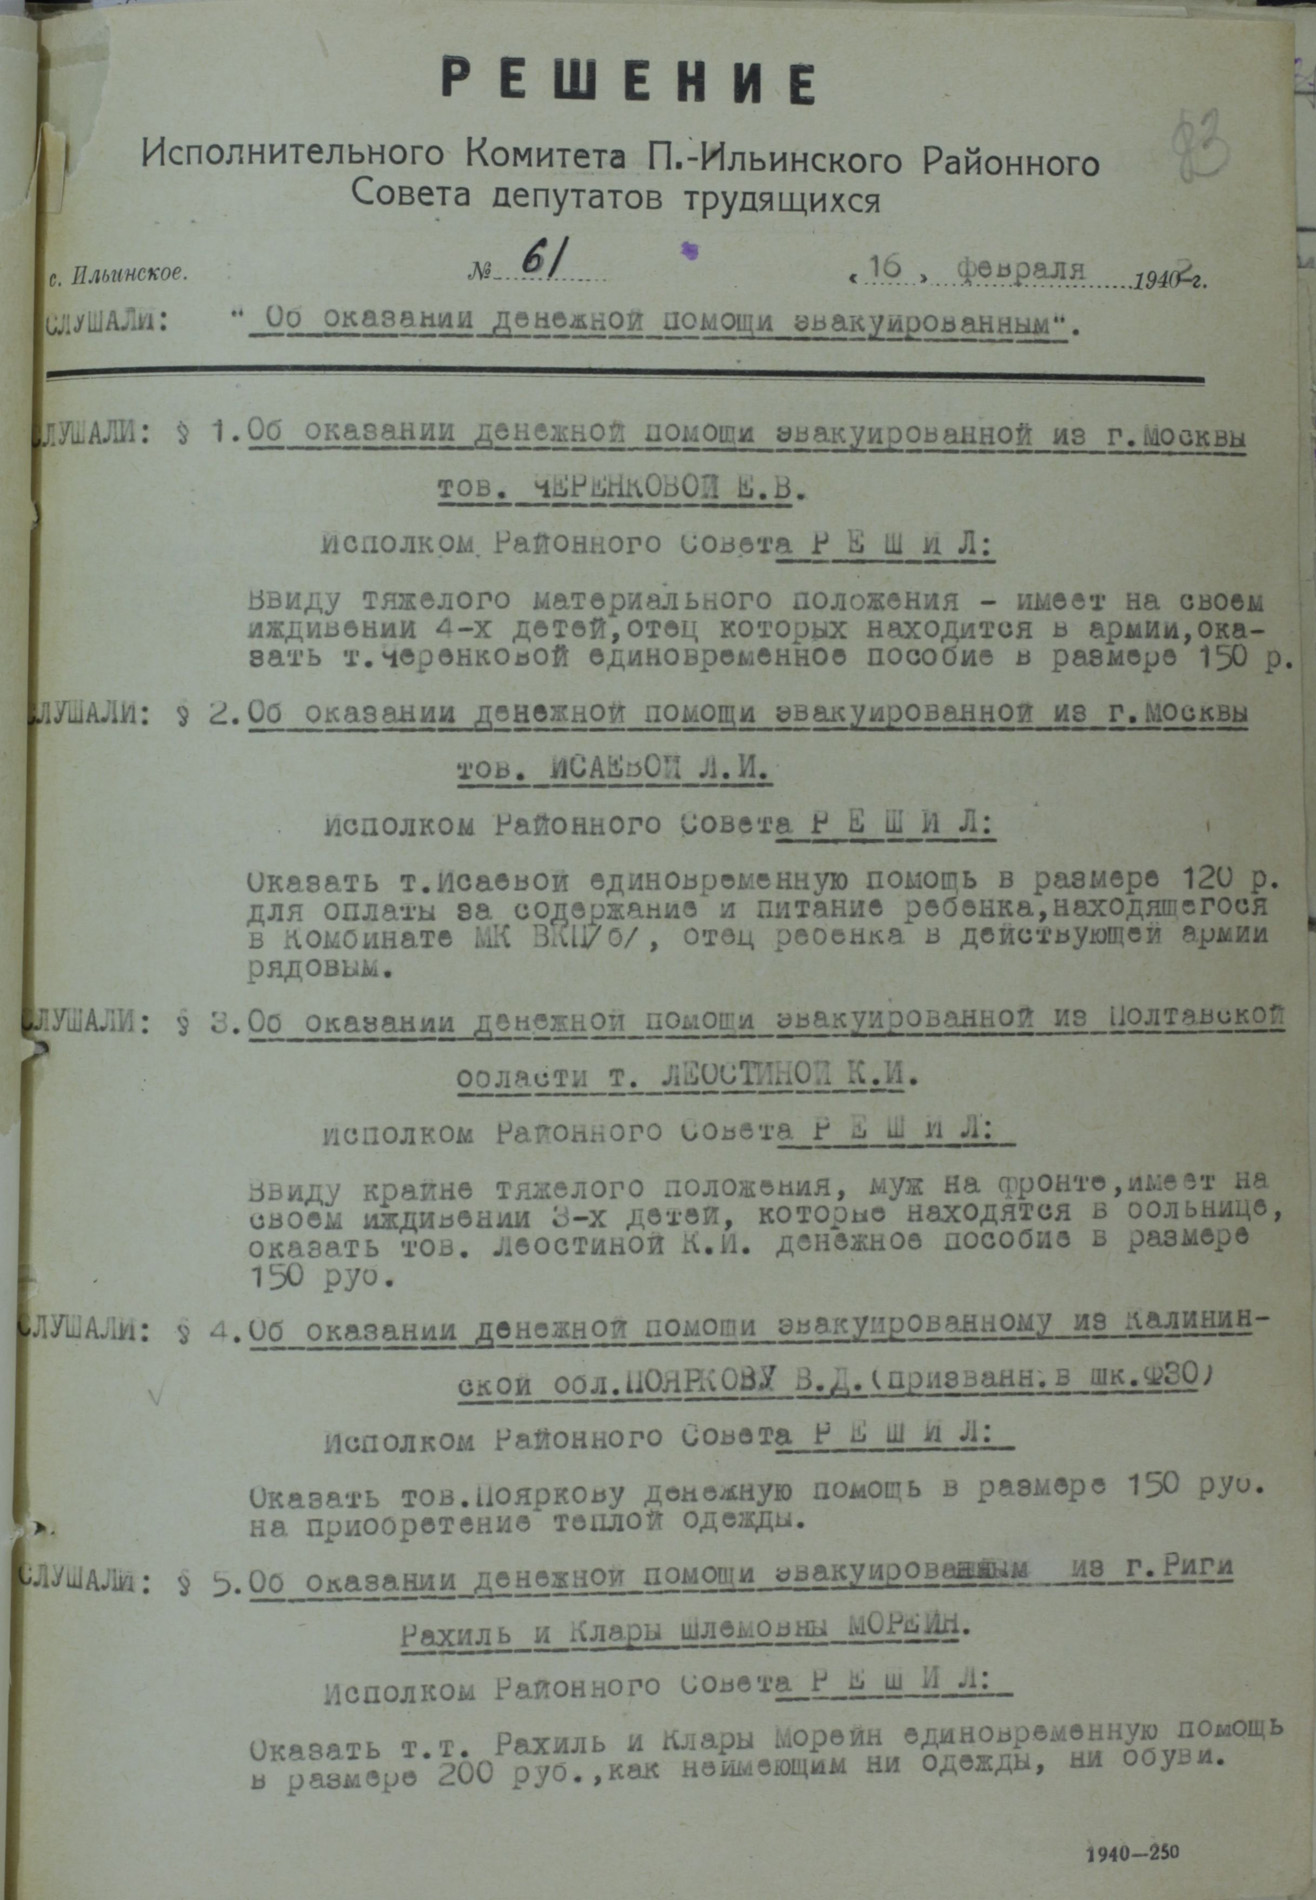 83
РЕШЕНИЕ
Исполнительного Комитета П.-Ильинского Районного
Совета депутатов трудящихся
с. Ильинское. № 61 „16„ февраля 1942 г.
СЛУШАЛИ: " Об оказании денежной помощи эвакуированным".
СЛУШАЛИ: § 1. Об оказании денежной помощи эвакуированной из г.Москвы
тов. ЧЕРЕНКОВОЙ Е.В.
Исполком Районного Совета Р Е Ш И Л:
Ввиду тяжелого материального положения - имеет на своем
иждивении 4-х детей,отец которых находится в армии,ока-
зать т.Черенковой единовременное пособие в размере 150 р.
СЛУШАЛИ: § 2. Об оказании денежной помощи эвакуированной из г.Москвы
тов. ИСАЕВОЙ Л.И.
Исполком Районного Совета Р Е Ш И Л:
Оказать т.Исаевой единовременную помощь в размере 120 р.
для оплаты за содержание и питание ребенка,находящегося
в Комбинате МК ВКП/б/, отец ребенка в действующей армии
рядовым.
СЛУШАЛИ: § 3. Об оказании денежной помощи эвакуированной из Полтавской
области т. ЛЕОСТИНОЙ К.И.
Исполком Районного Совета Р Е Ш И Л:
Ввиду крайне тяжелого положения, муж на фронте,имеет на
своем иждивении 3-х детей, которые находятся в больнице,
оказать тов. Леостиной К.И. денежное пособие в размере
150 руб.
СЛУШАЛИ: § 4. Об оказании денежной помощи эвакуированному из Калинин-
ской обл.ПОЯРКОВУ В.Д.(призванн.в шк.ФЗО)
Исполком Районного Совета Р Е Ш И Л:
Оказать тов.Пояркову денежную помощь в размере 150 руб.
на приобретение теплой одежды.
СЛУШАЛИ: § 5. Об оказании денежной помощи эвакуированным из г.Риги
Рахиль и Клары Шлемовны МОРЕЙН.
Исполком Районного Совета Р Е Ш И Л:
Оказать т.т. Рахиль и Клары Морейн единовременную помощь
в размере 200 руб.,как неимеющим ни одежды, ни обуви.
1940—250